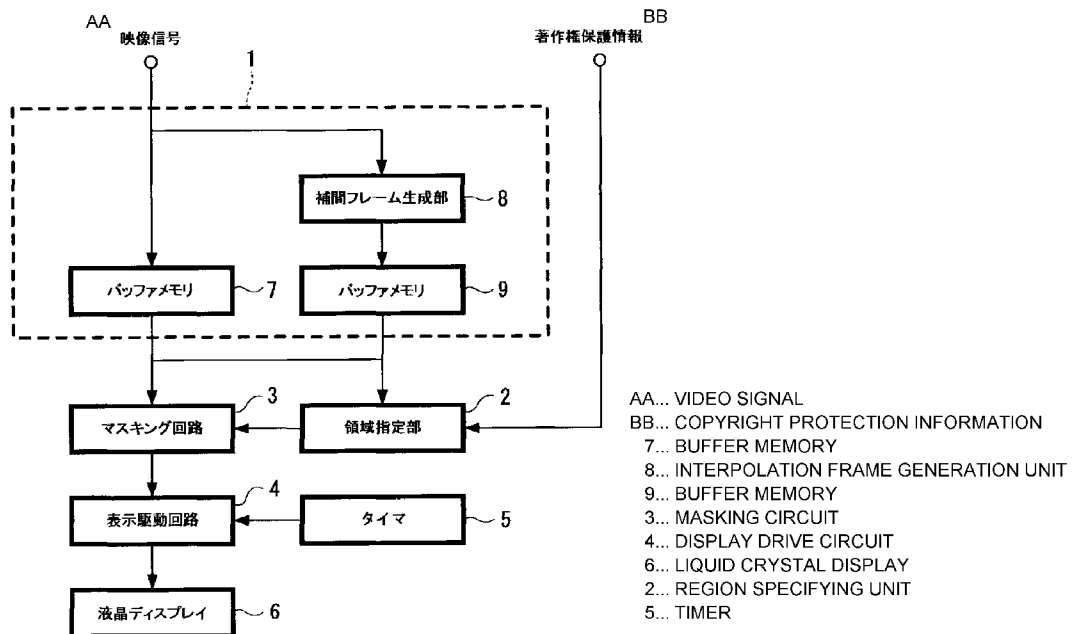 AA
映像信号
BB
著作権保護情報
1
補間フレーム生成部
8
バッファメモリ
7
バッファメモリ
9
マスキング回路
3
領域指定部
2
表示駆動回路
4
タイマ
5
液晶ディスプレイ
6
AA... VIDEO SIGNAL
BB... COPYRIGHT PROTECTION INFORMATION
7... BUFFER MEMORY
8... INTERPOLATION FRAME GENERATION UNIT
9... BUFFER MEMORY
3... MASKING CIRCUIT
4... DISPLAY DRIVE CIRCUIT
6... LIQUID CRYSTAL DISPLAY
2... REGION SPECIFYING UNIT
5... TIMER